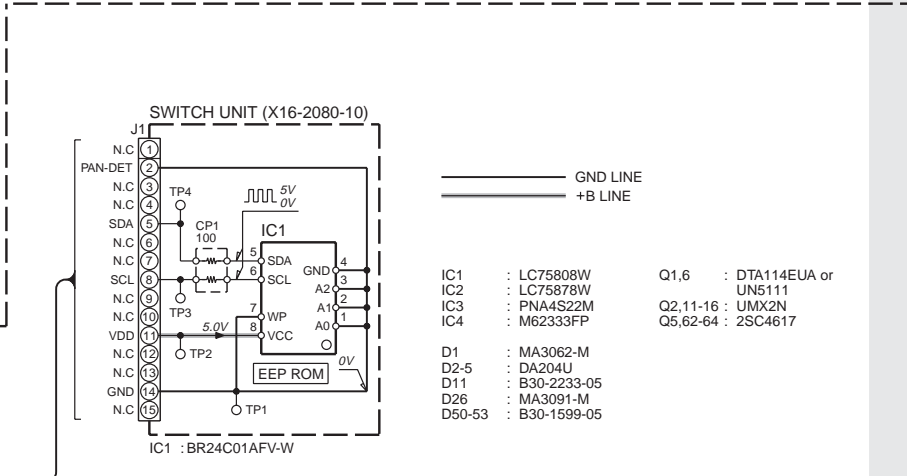 SWITCH UNIT (X16-2080-10)
J1
N.C 1
PAN-DET 2
N.C 3
N.C 4
SDA 5
N.C 6
N.C 7
SCL 8
N.C 9
N.C 10
VDD 11
N.C 12
N.C 13
GND 14
N.C 15
TP4
TP3
TP2
TP1
CP1
100
5V
0V
IC1
5 SDA
6 SCL
7 WP
8 VCC
GND 4
A2 3
A1 2
A0 1
5.0V
0V
EEP ROM
IC1 : BR24C01AFV-W
GND LINE
+B LINE
IC1 : LC75808W
IC2 : LC75878W
IC3 : PNA4S22M
IC4 : M62333FP
D1 : MA3062-M
D2-5 : DA204U
D11 : B30-2233-05
D26 : MA3091-M
D50-53 : B30-1599-05
Q1,6 : DTA114EUA or
UN5111
Q2,11-16 : UMX2N
Q5,62-64 : 2SC4617